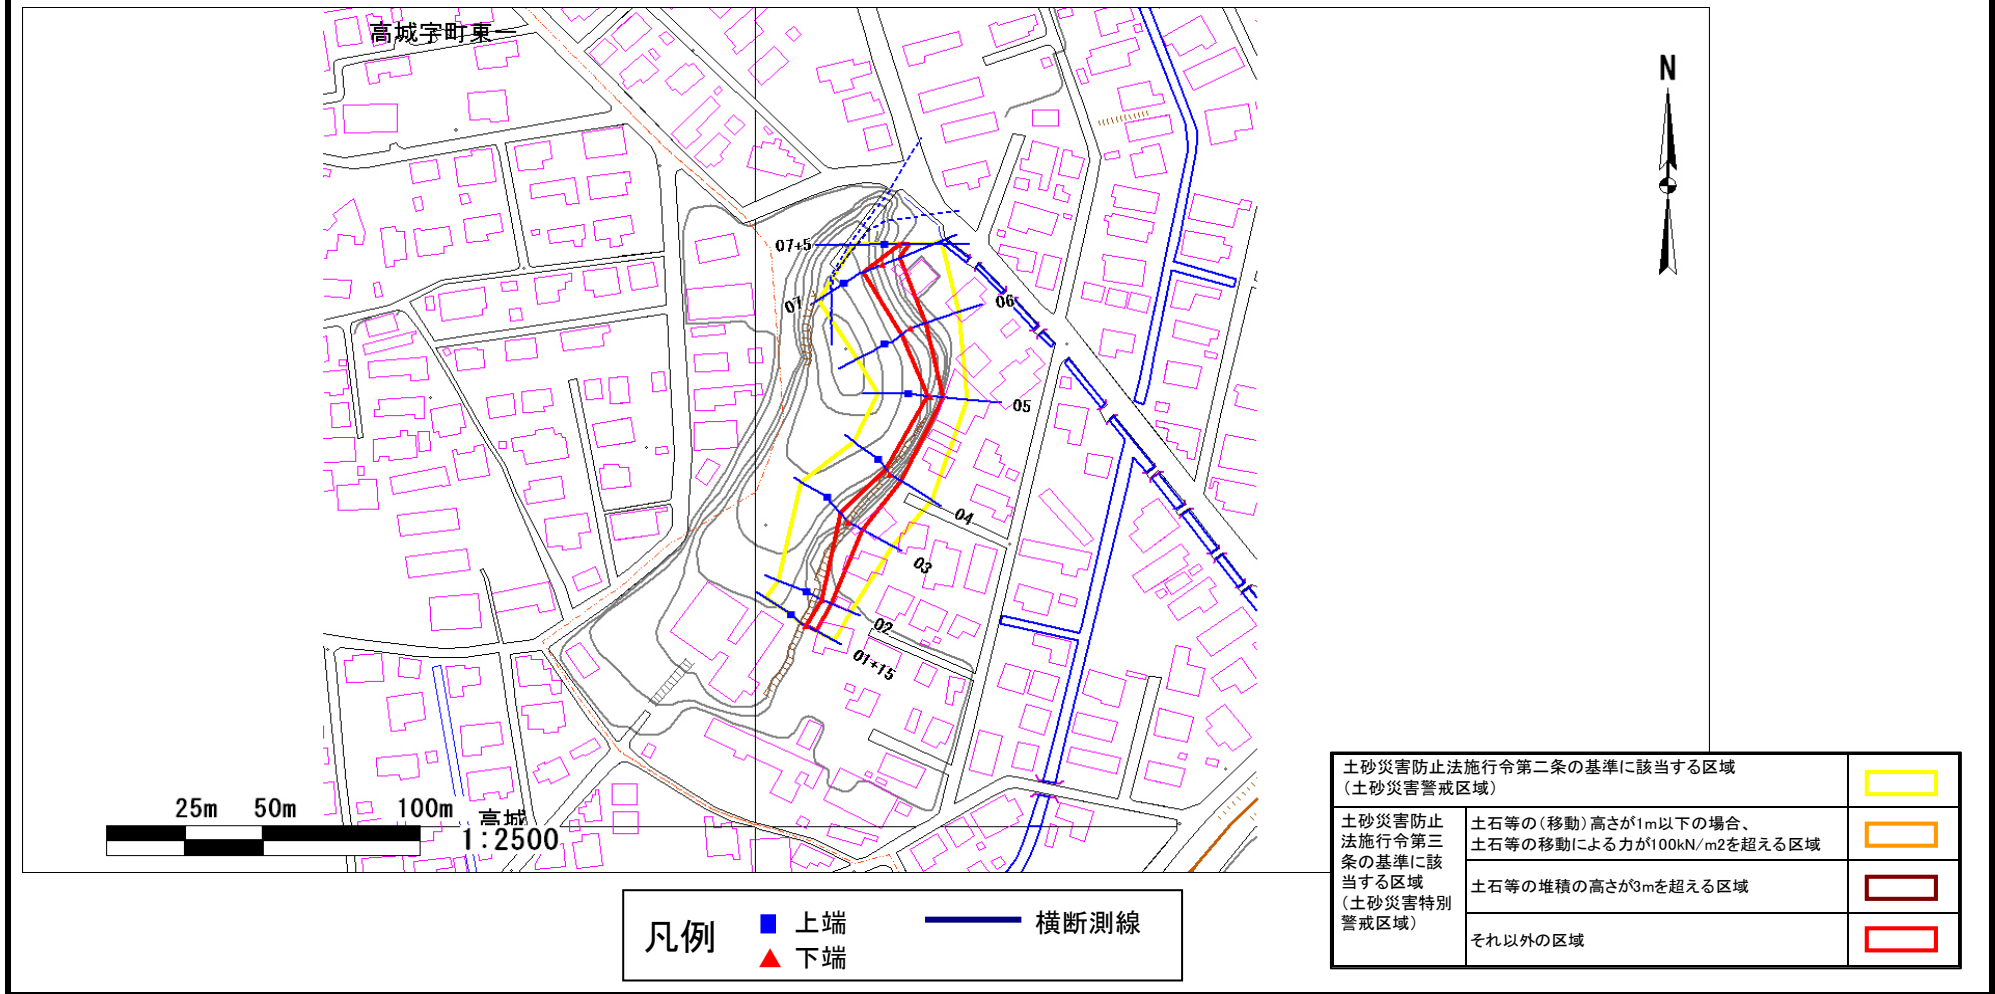 高城字町東一
N
07+5
07
06
05
04
03
02
01+15
高城
25m 50m 100m
1:2500
凡例
上端
下端
横断測線
土砂災害防止法施行令第二条の基準に該当する区域
(土砂災害警戒区域)
土砂災害防止
法施行令第三
条の基準に該
当する区域
(土砂災害特別
警戒区域)
土石等の(移動)高さが1m以下の場合、
土石等の移動による力が100kN/m2を超える区域
土石等の堆積の高さが3mを超える区域
それ以外の区域